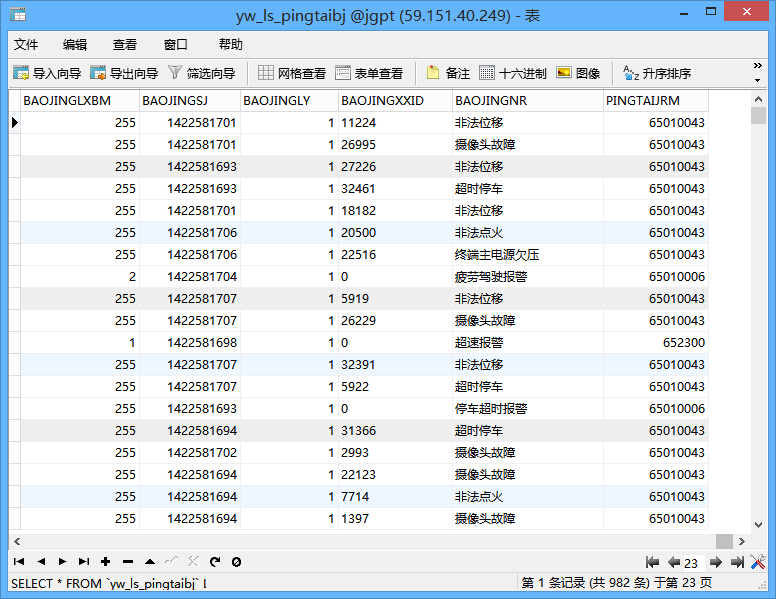 yw_ls_pingtaibj @jgpt (59.151.40.249) - 表
文件 编辑 查看 窗口 帮助
导入向导 导出向导 筛选向导 网格查看 表单查看 备注 十六进制 图像 升序排序
BAOJINGLXBM BAOJINGSJ BAOJINGLY BAOJINGXXID BAOJINGNR PINGTAIJRM
255 1422581701 1 11224 非法位移 65010043
255 1422581701 1 26995 摄像头故障 65010043
255 1422581693 1 27226 非法位移 65010043
255 1422581693 1 32461 超时停车 65010043
255 1422581701 1 18182 非法位移 65010043
255 1422581706 1 20500 非法点火 65010043
255 1422581706 1 22516 终端主电源欠压 65010043
2 1422581704 1 0 疲劳驾驶报警 65010006
255 1422581707 1 5919 非法位移 65010043
255 1422581707 1 26229 摄像头故障 65010043
1 1422581698 1 0 超速报警 652300
255 1422581707 1 32391 非法位移 65010043
255 1422581707 1 5922 超时停车 65010043
255 1422581693 1 0 停车超时报警 65010006
255 1422581694 1 31366 超时停车 65010043
255 1422581702 1 2993 摄像头故障 65010043
255 1422581694 1 22123 摄像头故障 65010043
255 1422581694 1 7714 非法点火 65010043
255 1422581694 1 1397 摄像头故障 65010043
23
SELECT * FROM `yw_ls_pingtaibj` l 第 1 条记录 (共 982 条) 于第 23 页